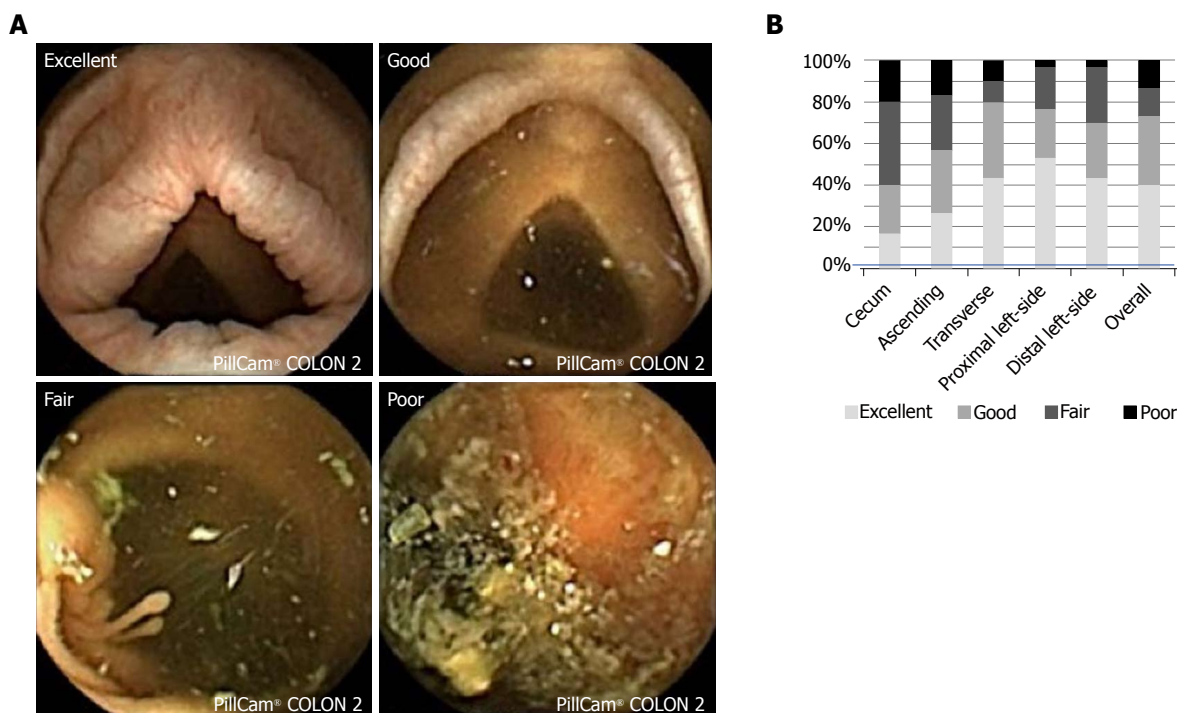 A
Excellent
PillCam® COLON 2
Good
PillCam® COLON 2
Fair
PillCam® COLON 2
Poor
PillCam® COLON 2
B
100%
80%
60%
40%
20%
0%
Cecum
Ascending
Transverse
Proximal left-side
Distal left-side
Overall
Excellent Good Fair Poor